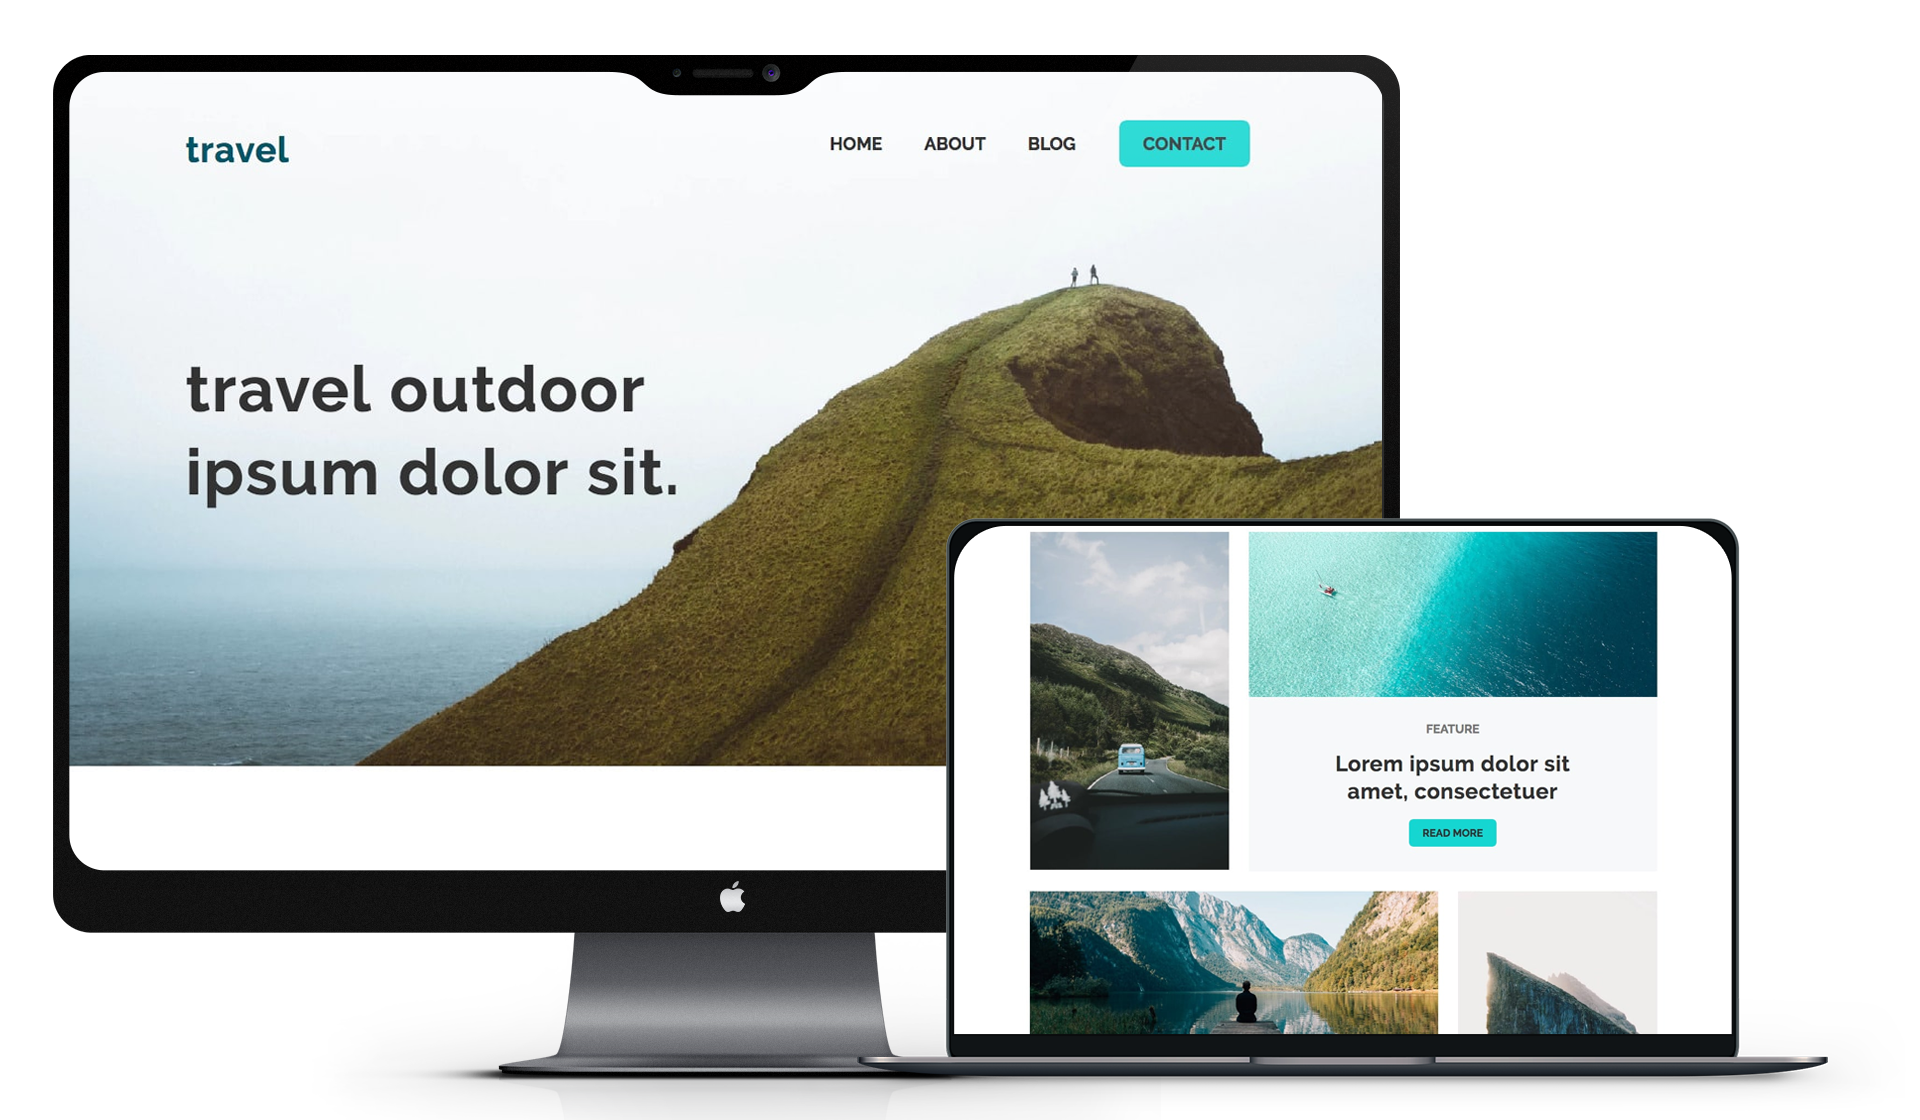 travel
HOME
ABOUT
BLOG
CONTACT
travel outdoor
ipsum dolor sit.
FEATURE
Lorem ipsum dolor sit
amet, consectetuer
READ MORE